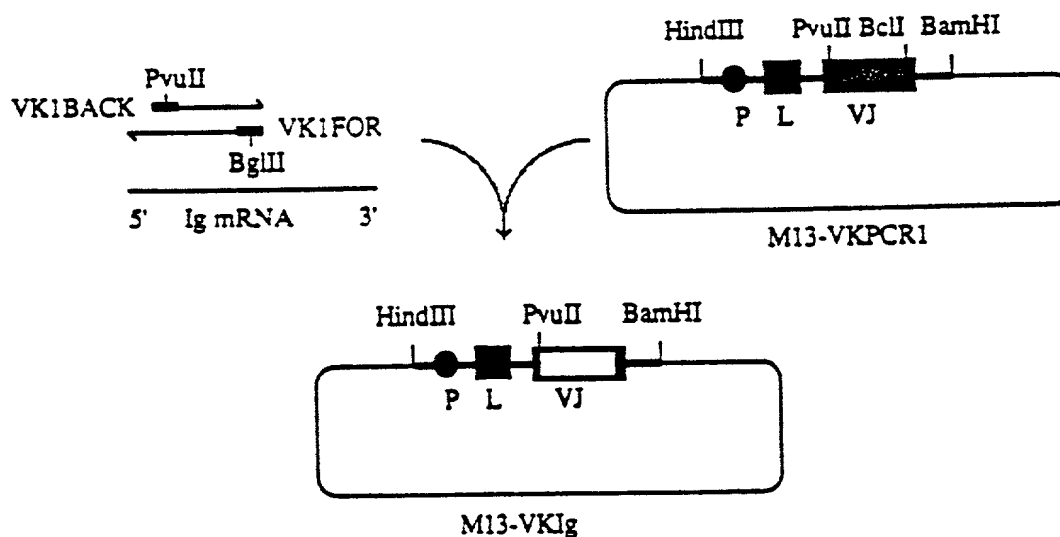 PvuII
VK1BACK
VK1FOR
BglII
5' Ig mRNA 3'
HindIII PvuII BclI BamHI
P L VJ
M13-VKPCR1
HindIII PvuII BamHI
P L VJ
M13-VKIg